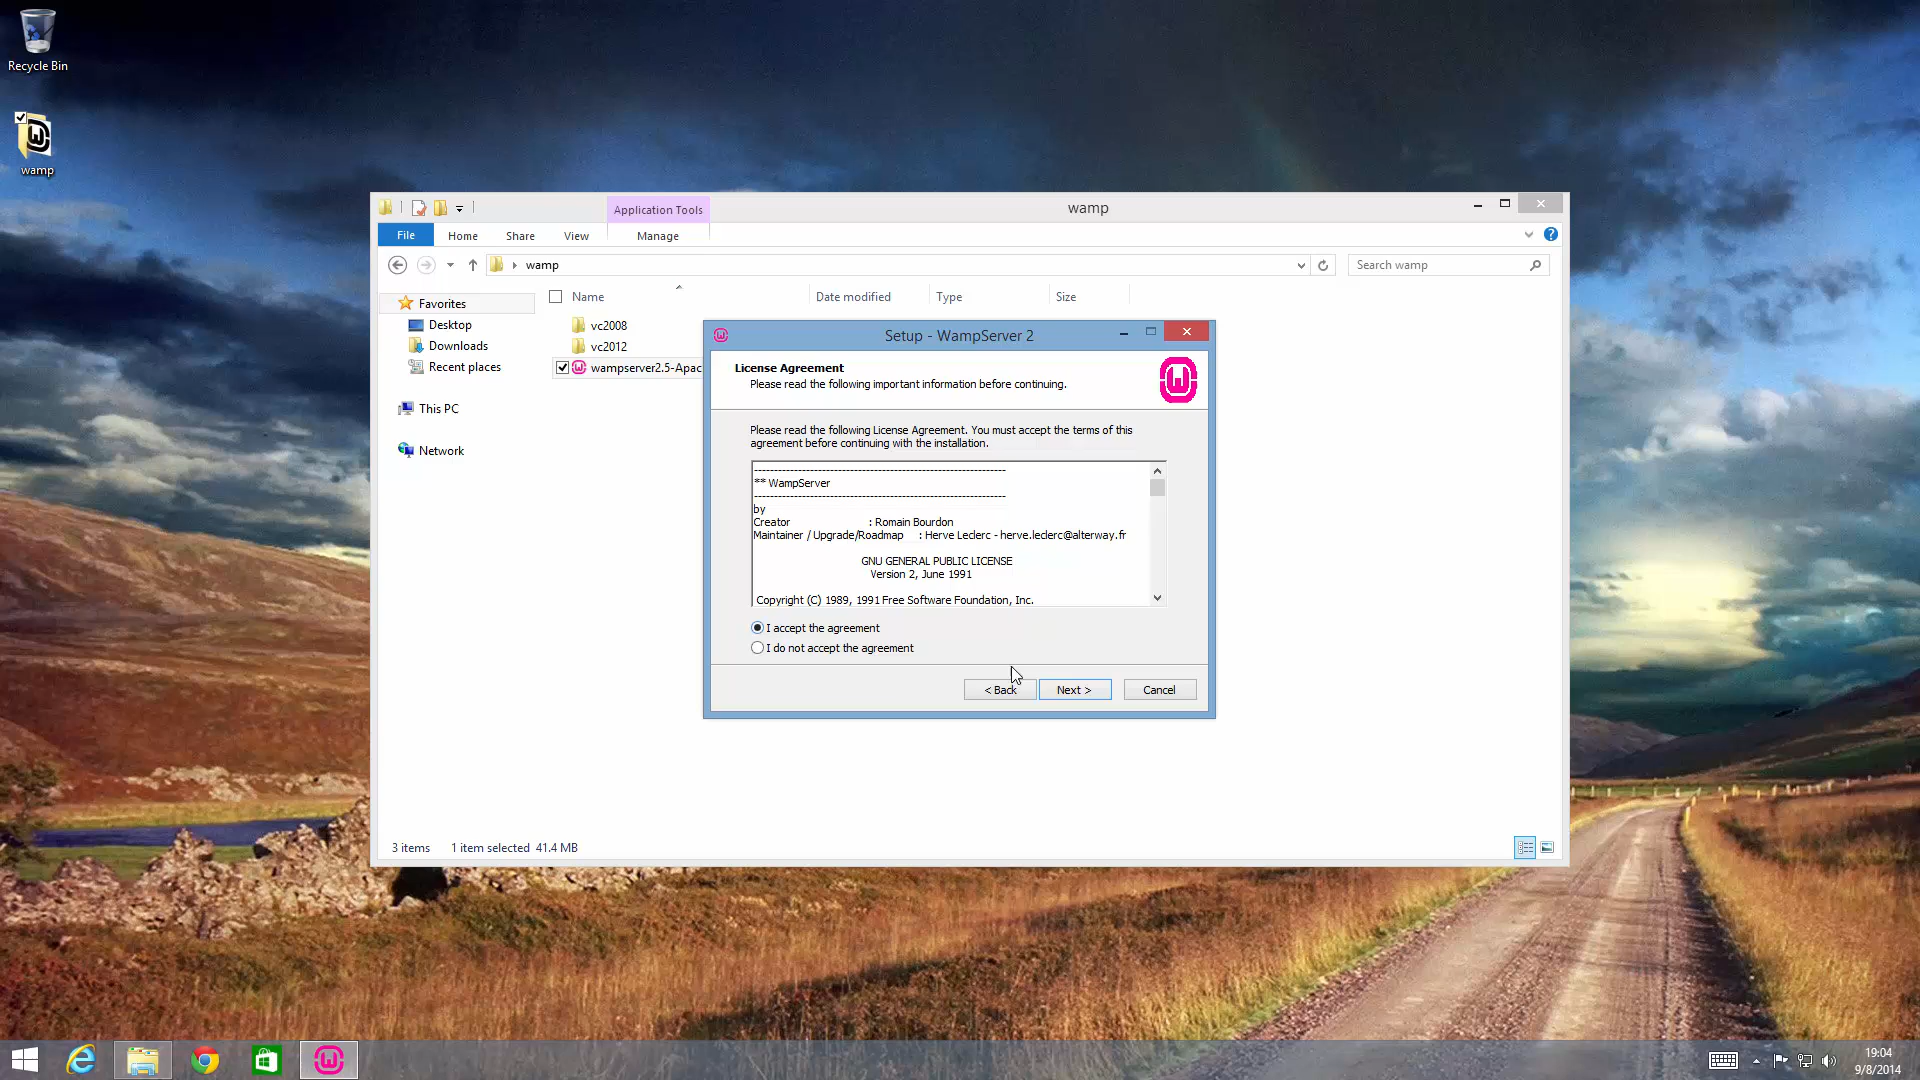 Recycle Bin
wamp
Application Tools
wamp
File
Home
Share
View
Manage
wamp
Search wamp
Name
Date modified
Type
Size
Favorites
Desktop
Downloads
Recent places
This PC
Network
vc2008
vc2012
wampserver2.5-Apac
Setup - WampServer 2
License Agreement
Please read the following important information before continuing.
Please read the following License Agreement. You must accept the terms of this
agreement before continuing with the installation.
------------------------------------------------------------
** WampServer
------------------------------------------------------------
by
Creator : Romain Bourdon
Maintainer / Upgrade/Roadmap : Herve Leclerc - herve.leclerc@alterway.fr
GNU GENERAL PUBLIC LICENSE
Version 2, June 1991
Copyright (C) 1989, 1991 Free Software Foundation, Inc.
I accept the agreement
I do not accept the agreement
< Back
Next >
Cancel
3 items
1 item selected 41.4 MB
19:04
9/8/2014